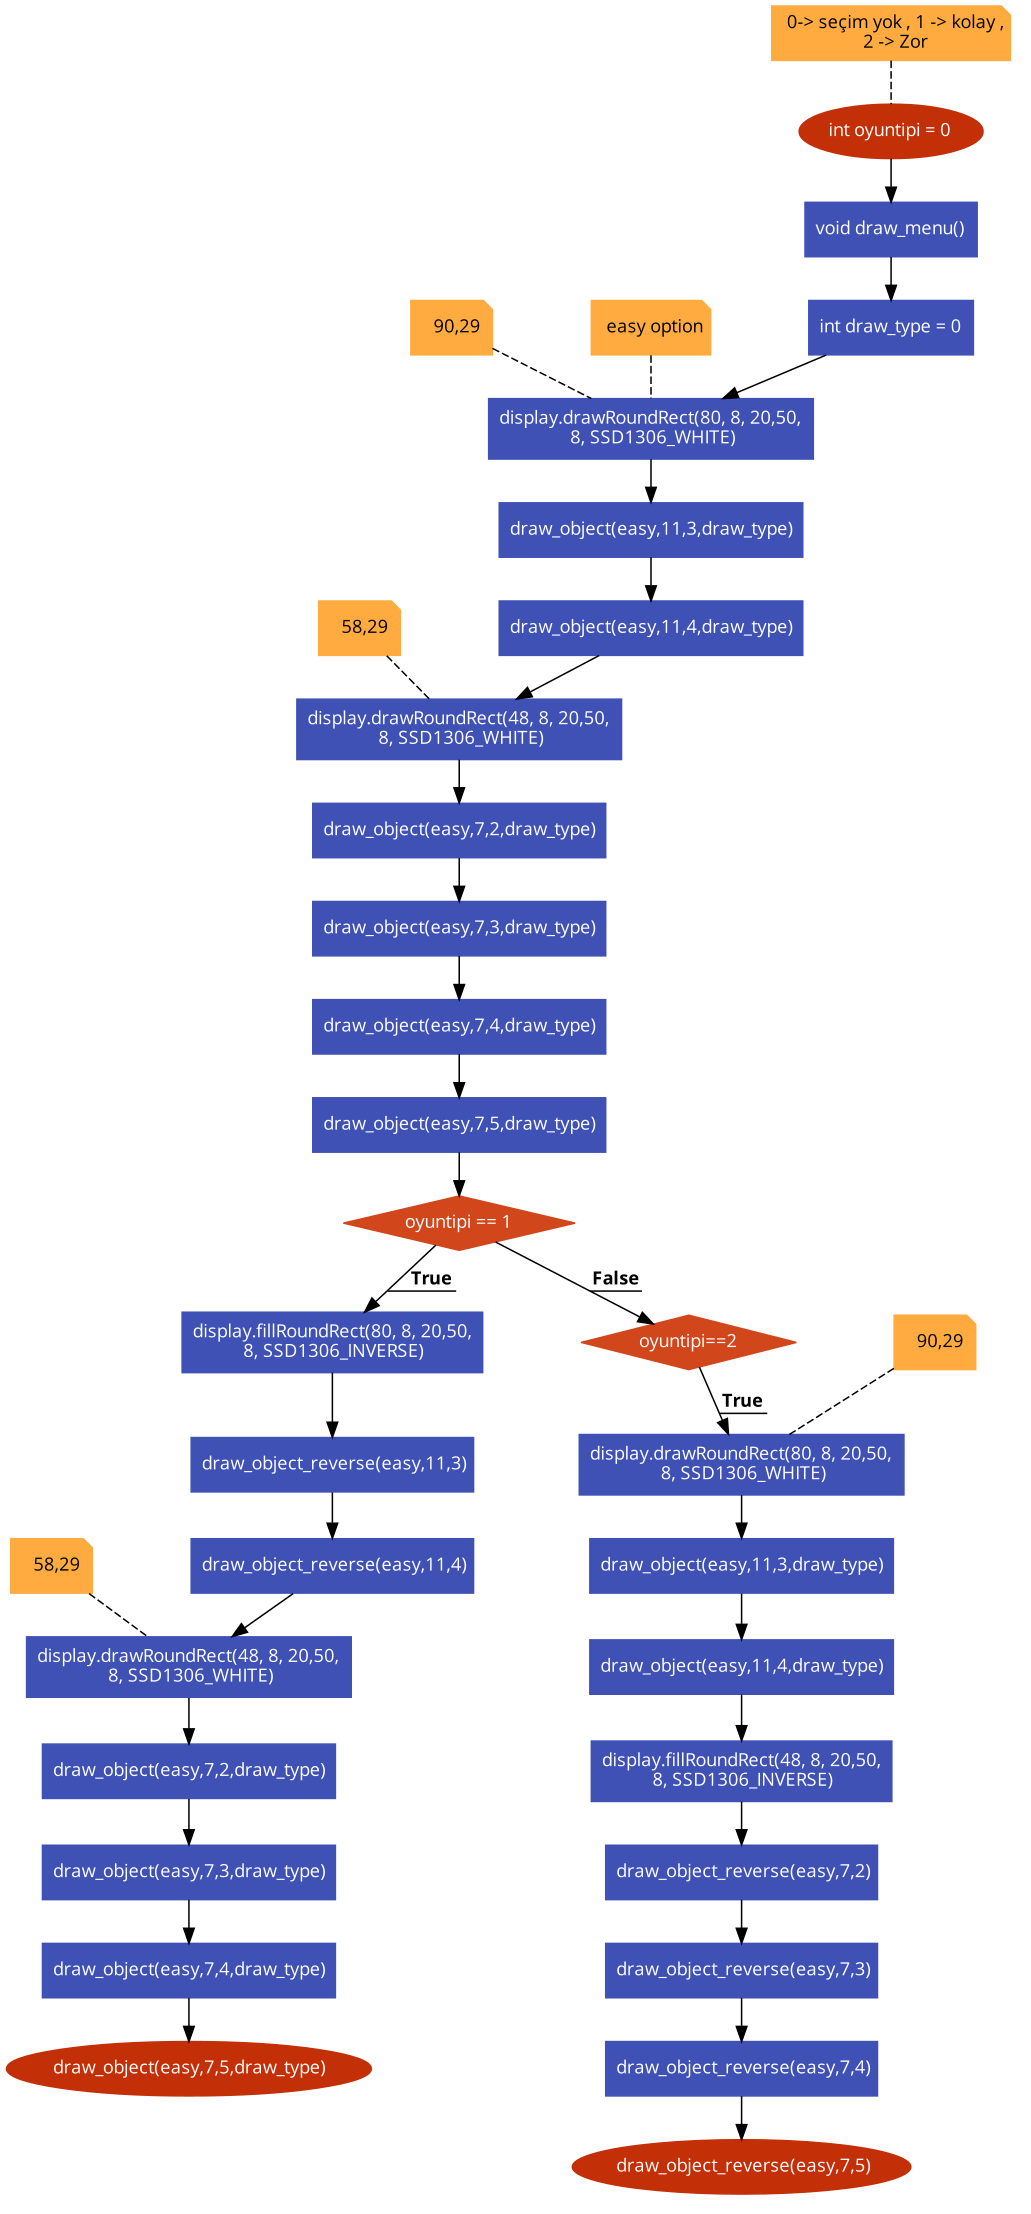 0-> seçim yok , 1 -> kolay ,
2 -> Zor
int oyuntipi = 0
void draw_menu()
int draw_type = 0
90,29
easy option
display.drawRoundRect(80, 8, 20,50,
8, SSD1306_WHITE)
draw_object(easy,11,3,draw_type)
draw_object(easy,11,4,draw_type)
58,29
display.drawRoundRect(48, 8, 20,50,
8, SSD1306_WHITE)
draw_object(easy,7,2,draw_type)
draw_object(easy,7,3,draw_type)
draw_object(easy,7,4,draw_type)
draw_object(easy,7,5,draw_type)
oyuntipi == 1
True
display.fillRoundRect(80, 8, 20,50,
8, SSD1306_INVERSE)
draw_object_reverse(easy,11,3)
draw_object_reverse(easy,11,4)
58,29
display.drawRoundRect(48, 8, 20,50,
8, SSD1306_WHITE)
draw_object(easy,7,2,draw_type)
draw_object(easy,7,3,draw_type)
draw_object(easy,7,4,draw_type)
draw_object(easy,7,5,draw_type)
False
oyuntipi==2
True
90,29
display.drawRoundRect(80, 8, 20,50,
8, SSD1306_WHITE)
draw_object(easy,11,3,draw_type)
draw_object(easy,11,4,draw_type)
display.fillRoundRect(48, 8, 20,50,
8, SSD1306_INVERSE)
draw_object_reverse(easy,7,2)
draw_object_reverse(easy,7,3)
draw_object_reverse(easy,7,4)
draw_object_reverse(easy,7,5)